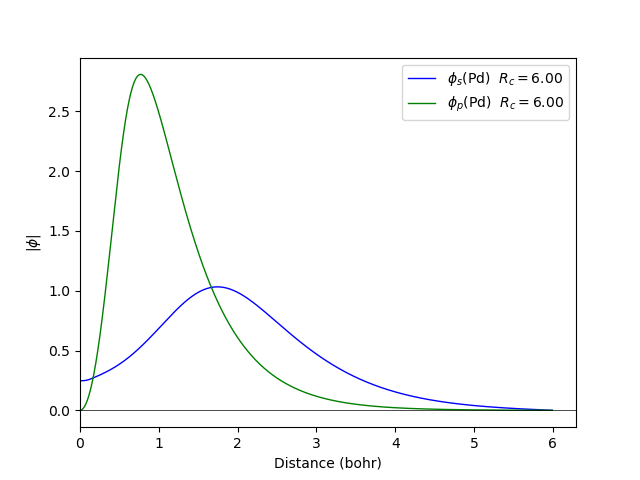 ϕs(Pd) Rc = 6.00
ϕp(Pd) Rc = 6.00
|ϕ|
2.5
2.0
1.5
1.0
0.5
0.0
0 1 2 3 4 5 6
Distance (bohr)